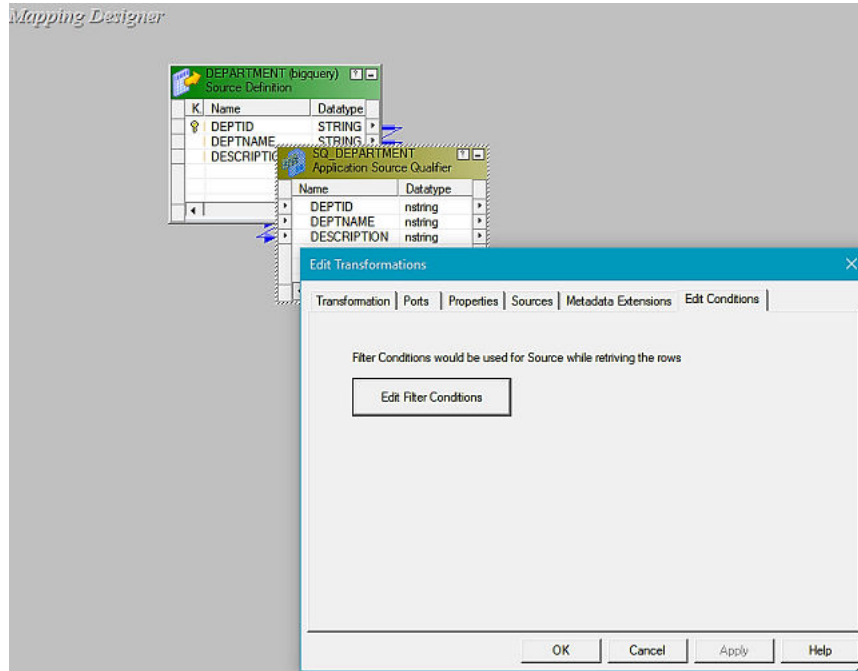 Mapping Designer
DEPARTMENT (bigquery)
Source Definition
K Name Datatype
DEPTID STRING
DEPTNAME STRING
DESCRIPTIO
SQ_DEPARTMENT
Application Source Qualifier
Name Datatype
DEPTID nstring
DEPTNAME nstring
DESCRIPTION nstring
Edit Transformations
Transformation Ports Properties Sources Metadata Extensions Edit Conditions
Filter Conditions would be used for Source while retriving the rows
Edit Filter Conditions
OK Cancel Apply Help